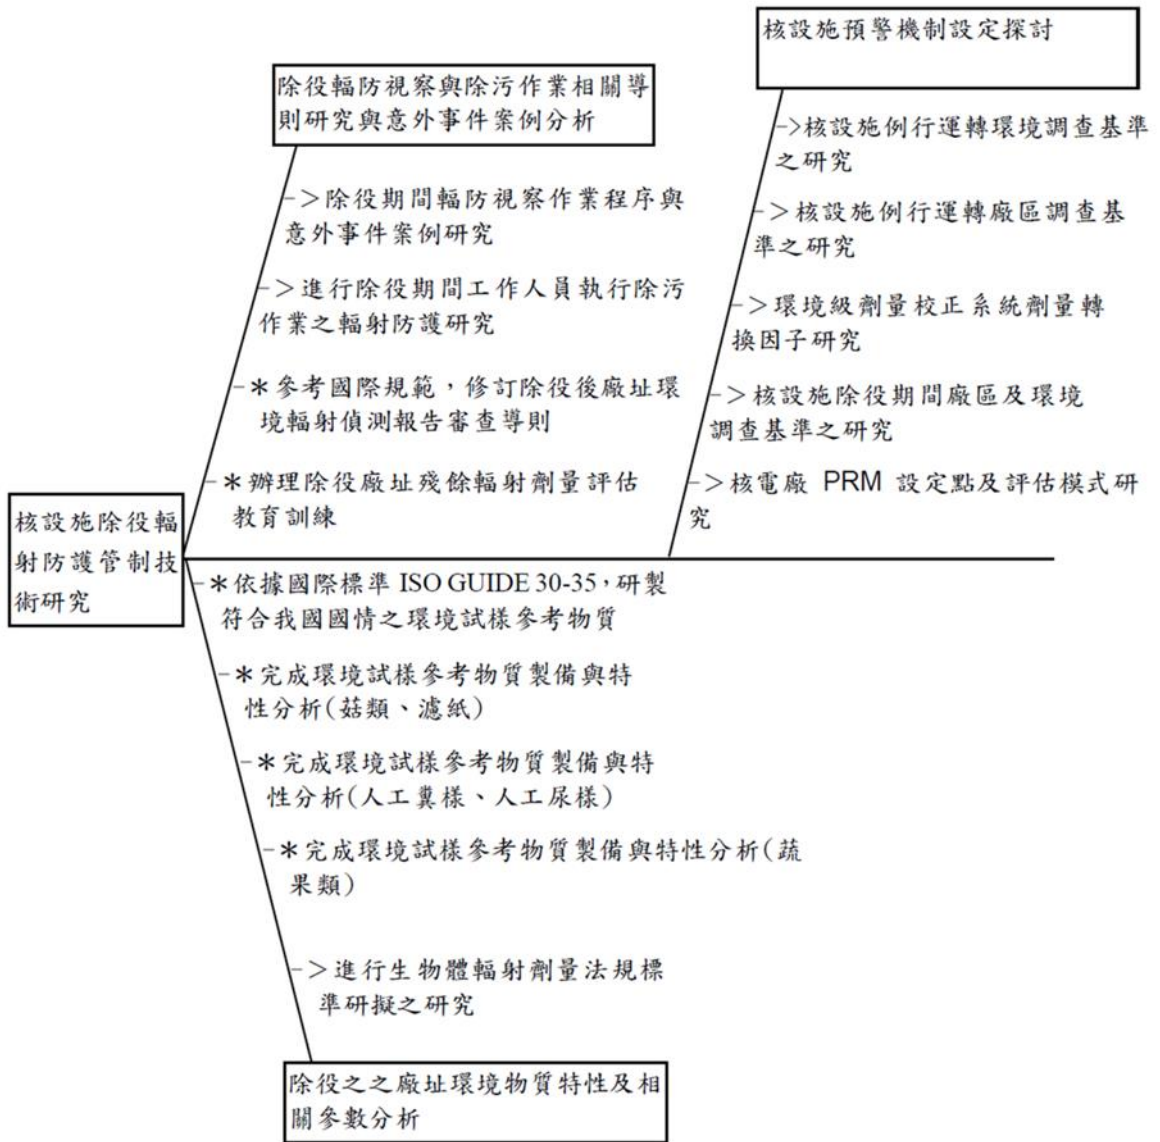 核設施預警機制設定探討
->核設施例行運轉環境調查基準
之研究
->核設施例行運轉廠區調查基
準之研究
->環境級劑量校正系統劑量轉
換因子研究
->核設施除役期間廠區及環境
調查基準之研究
->核電廠 PRM 設定點及評估模式研
究
除役輻防視察與除污作業相關導
則研究與意外事件案例分析
->除役期間輻防視察作業程序與
意外事件案例研究
->進行除役期間工作人員執行除污
作業之輻射防護研究
-*參考國際規範,修訂除役後廠址環
境輻射偵測報告審查導則
-*辦理除役廠址殘餘輻射劑量評估
教育訓練
核設施除役輻
射防護管制技
術研究
-*依據國際標準 ISO GUIDE 30-35,研製
符合我國國情之環境試樣參考物質
-*完成環境試樣參考物質製備與特
性分析(菇類、濾紙)
-*完成環境試樣參考物質製備與特
性分析(人工糞樣、人工尿樣)
-*完成環境試樣參考物質製備與特性分析(蔬
果類)
->進行生物體輻射劑量法規標
準研擬之研究
除役之之廠址環境物質特性及相
關參數分析